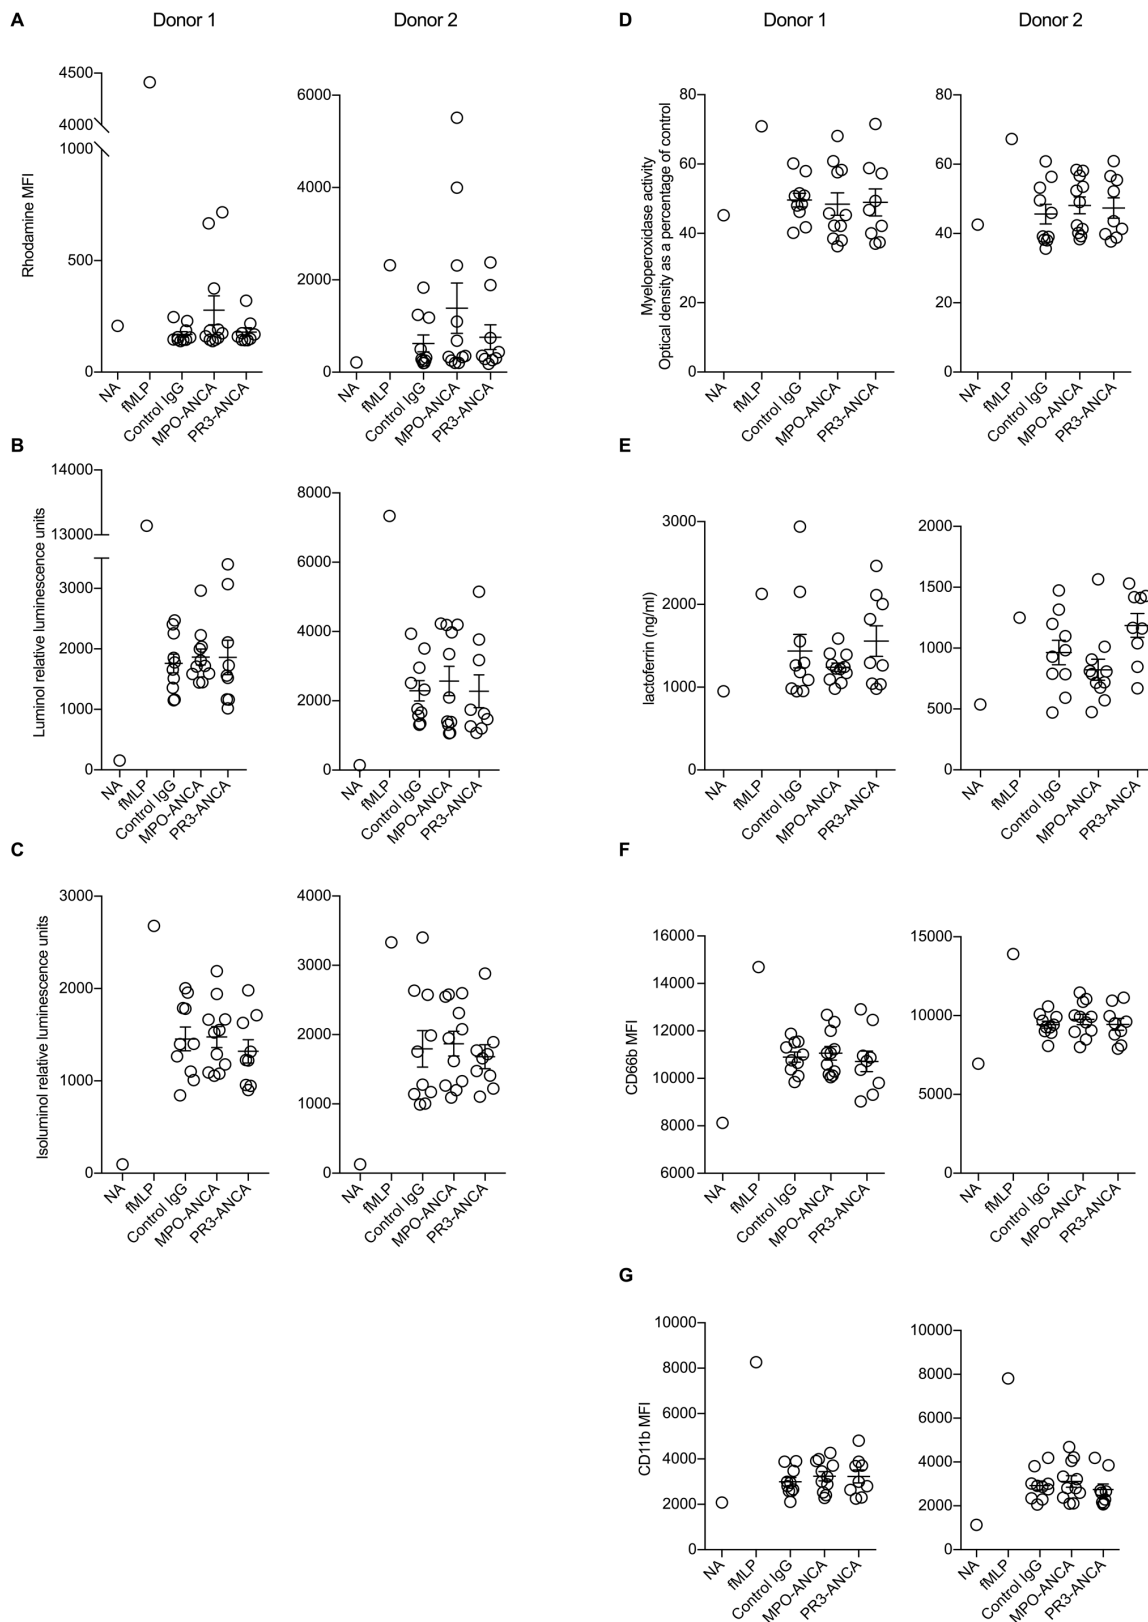 A
Donor 1
Donor 2
Rhodamine MFI
4500
4000
1000
500
0
NA
fMLP
Control IgG
MPO-ANCA
PR3-ANCA
6000
4000
2000
0
NA
fMLP
Control IgG
MPO-ANCA
PR3-ANCA
B
Luminol relative luminescence units
14000
13000
3000
2000
1000
0
NA
fMLP
Control IgG
MPO-ANCA
PR3-ANCA
8000
6000
4000
2000
0
NA
fMLP
Control IgG
MPO-ANCA
PR3-ANCA
C
Isoluminol relative luminescence units
3000
2000
1000
0
NA
fMLP
Control IgG
MPO-ANCA
PR3-ANCA
4000
3000
2000
1000
0
NA
fMLP
Control IgG
MPO-ANCA
PR3-ANCA
D
Donor 1
Donor 2
Myeloperoxidase activity
Optical density as a percentage of control
80
60
40
20
0
NA
fMLP
Control IgG
MPO-ANCA
PR3-ANCA
80
60
40
20
0
NA
fMLP
Control IgG
MPO-ANCA
PR3-ANCA
E
lactoferrin (ng/ml)
3000
2000
1000
0
NA
fMLP
Control IgG
MPO-ANCA
PR3-ANCA
2000
1500
1000
500
0
NA
fMLP
Control IgG
MPO-ANCA
PR3-ANCA
F
CD66b MFI
16000
14000
12000
10000
8000
6000
NA
fMLP
Control IgG
MPO-ANCA
PR3-ANCA
15000
10000
5000
0
NA
fMLP
Control IgG
MPO-ANCA
PR3-ANCA
G
CD11b MFI
10000
8000
6000
4000
2000
0
NA
fMLP
Control IgG
MPO-ANCA
PR3-ANCA
10000
8000
6000
4000
2000
0
NA
fMLP
Control IgG
MPO-ANCA
PR3-ANCA